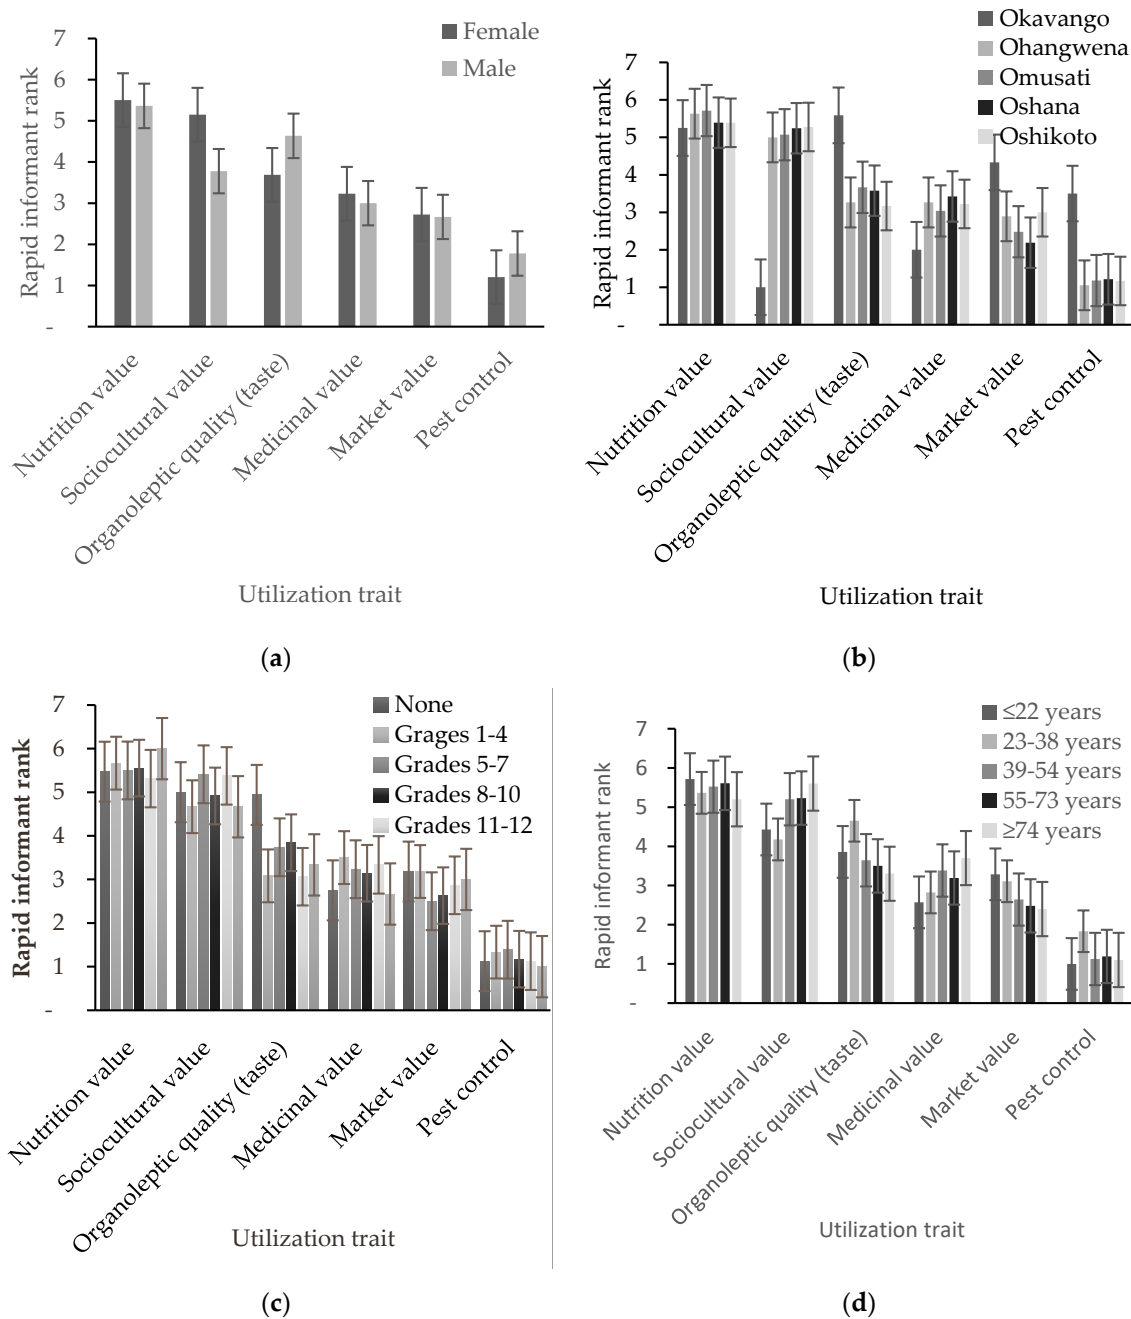 Female
Male
7
6
5
4
3
2
1
-
Rapid informant rank
Nutrition value
Sociocultural value
Organoleptic quality (taste)
Medicinal value
Market value
Pest control
Utilization trait
(a)
Okavango
Ohangwena
Omusati
Oshana
Oshikoto
7
6
5
4
3
2
1
-
Rapid informant rank
Nutrition value
Sociocultural value
Organoleptic quality (taste)
Medicinal value
Market value
Pest control
Utilization trait
(b)
None
Grages 1-4
Grades 5-7
Grades 8-10
Grades 11-12
7
6
5
4
3
2
1
-
Rapid informant rank
Nutrition value
Sociocultural value
Organoleptic quality (taste)
Medicinal value
Market value
Pest control
Utilization trait
(c)
≤22 years
23-38 years
39-54 years
55-73 years
≥74 years
7
6
5
4
3
2
1
-
Rapid informant rank
Nutrition value
Sociocultural value
Organoleptic quality (taste)
Medicinal value
Market value
Pest control
Utilization trait
(d)